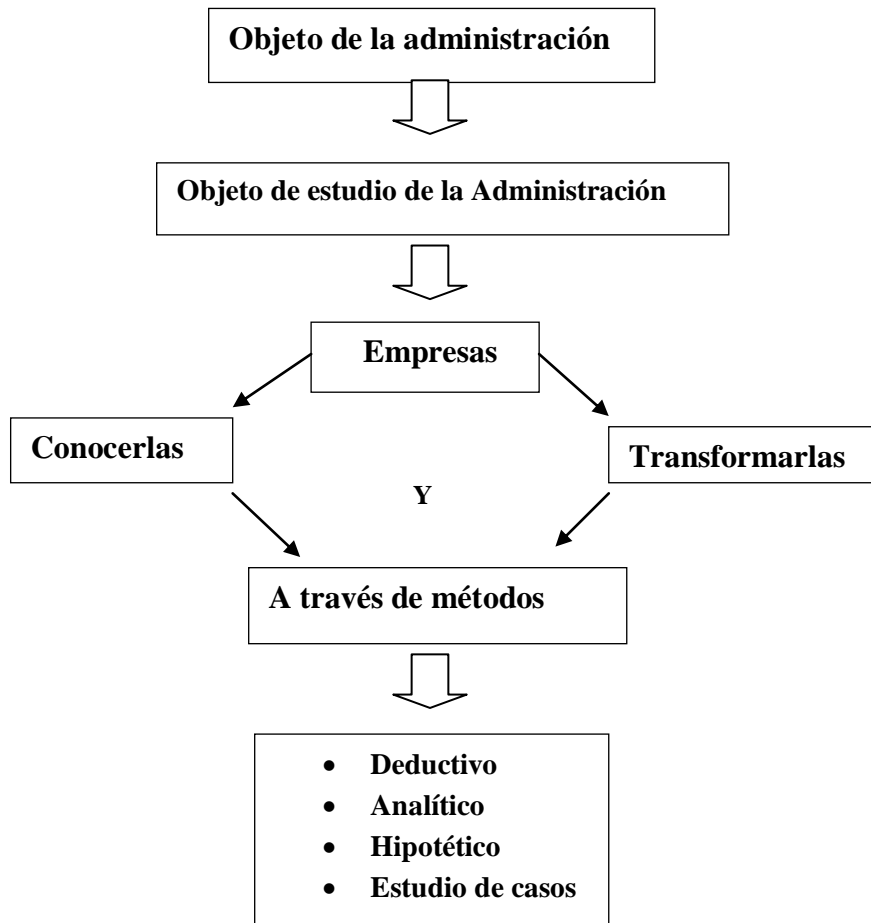 Objeto de la administración
Objeto de estudio de la Administración
Empresas
Conocerlas
Transformarlas
Y
A través de métodos
• Deductivo
• Analítico
• Hipotético
• Estudio de casos